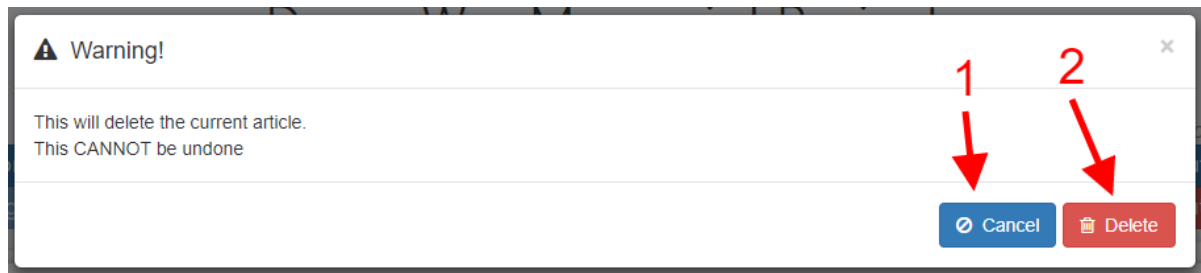 Warning!
×
1
2
This will delete the current article.
This CANNOT be undone
Cancel
Delete